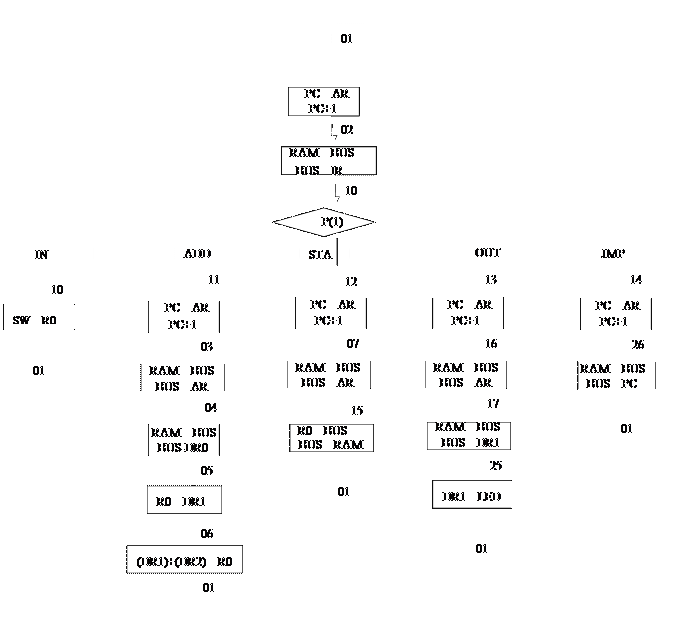 01
PC AR
PC+1
02
RAM BUS
BUS IR
10
P(1)
IN
ADD
STA
OUT
JMP
10
11
12
13
14
SW R0
PC AR
PC+1
PC AR
PC+1
PC AR
PC+1
PC AR
PC+1
01
03
07
16
26
RAM BUS
BUS AR
RAM BUS
BUS AR
RAM BUS
BUS AR
RAM BUS
BUS PC
04
15
17
01
RAM BUS
BUS
R0 BUS
BUS RAM
RAM BUS
BUS DR1
05
01
25
R0 DR1
DR1 LED
06
01
(DR1)+(DR2) R0
01